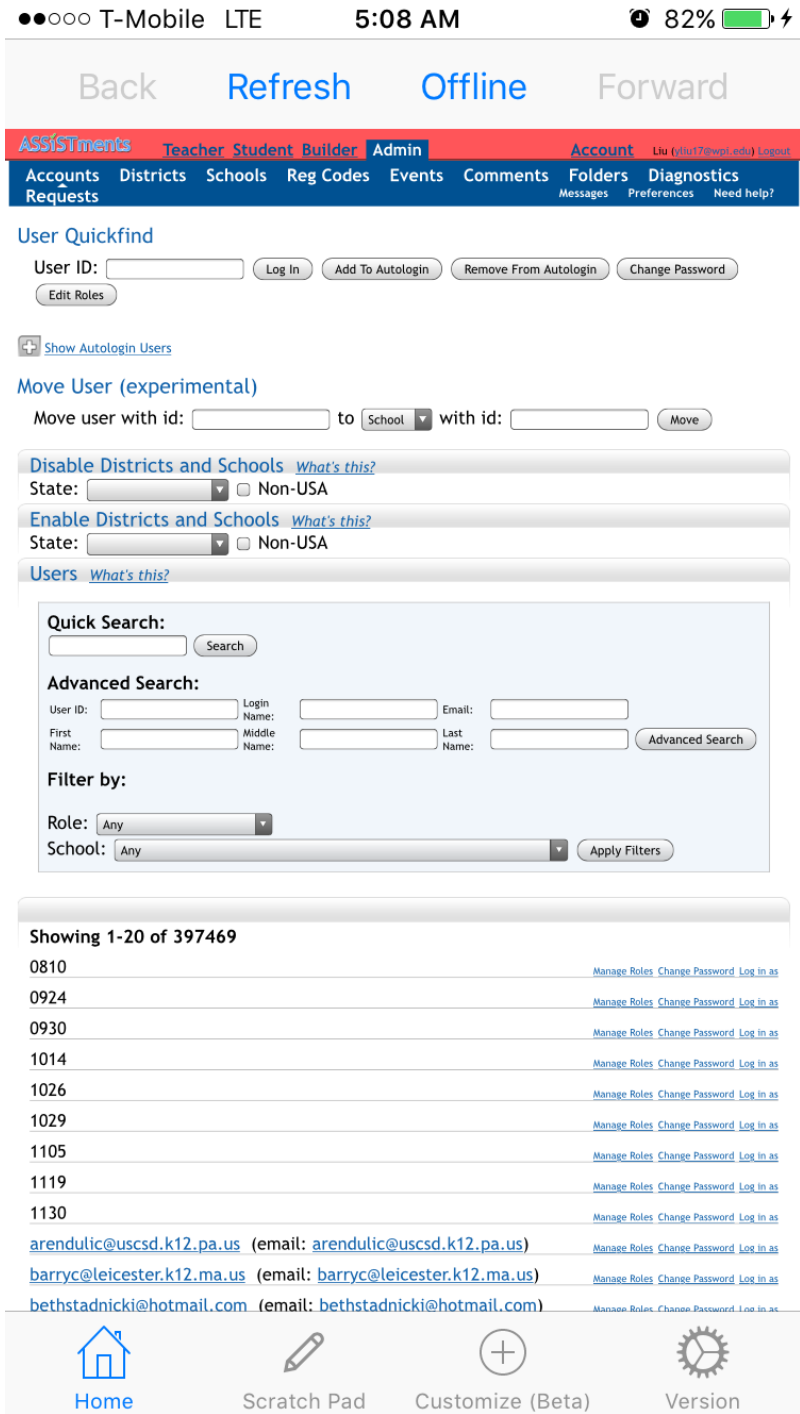 T-Mobile LTE 5:08 AM 82%
Back Refresh Offline Forward
ASSiSTments Teacher Student Builder Admin Account Liu (yliu17@wpi.edu) Logout
Accounts Districts Schools Reg Codes Events Comments Folders Diagnostics
Requests Messages Preferences Need help?
User Quickfind
User ID: Log In Add To Autologin Remove From Autologin Change Password
Edit Roles
Show Autologin Users
Move User (experimental)
Move user with id: to School with id: Move
Disable Districts and Schools What's this?
State: Non-USA
Enable Districts and Schools What's this?
State: Non-USA
Users What's this?
Quick Search:
Search
Advanced Search:
User ID: Login Name: Email:
First Name: Middle Name: Last Name: Advanced Search
Filter by:
Role: Any
School: Any Apply Filters
Showing 1-20 of 397469
0810 Manage Roles Change Password Log in as
0924 Manage Roles Change Password Log in as
0930 Manage Roles Change Password Log in as
1014 Manage Roles Change Password Log in as
1026 Manage Roles Change Password Log in as
1029 Manage Roles Change Password Log in as
1105 Manage Roles Change Password Log in as
1119 Manage Roles Change Password Log in as
1130 Manage Roles Change Password Log in as
arendulic@uscsd.k12.pa.us (email: arendulic@uscsd.k12.pa.us) Manage Roles Change Password Log in as
barryc@leicester.k12.ma.us (email: barryc@leicester.k12.ma.us) Manage Roles Change Password Log in as
bethstadnicki@hotmail.com (email: bethstadnicki@hotmail.com) Manage Roles Change Password Log in as
Home Scratch Pad Customize (Beta) Version